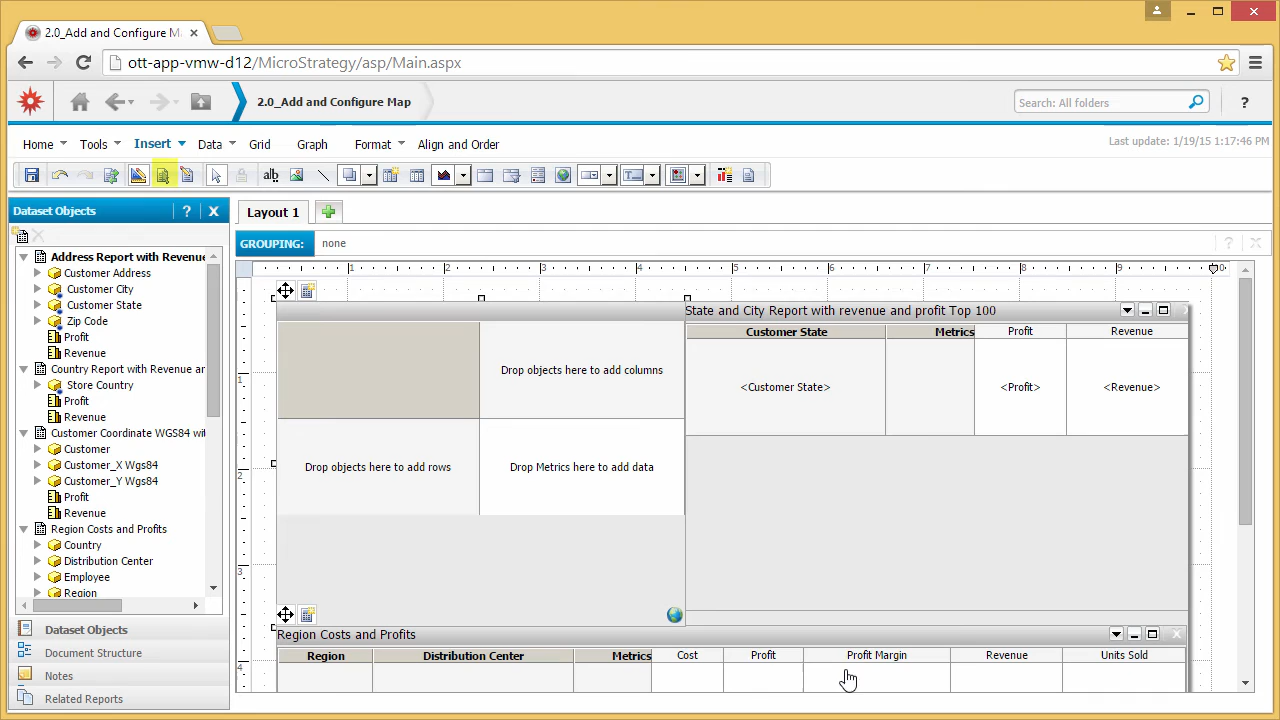 2.0_Add and Configure Ma
ott-app-vmw-d12/MicroStrategy/asp/Main.aspx
2.0_Add and Configure Map
Search: All folders
?
Home Tools Insert Data Grid Graph Format Align and Order
Last update: 1/19/15 1:17:46 PM
ab
Dataset Objects ?
Layout 1
GROUPING: none
?
1 2 3 4 5 6 7 8 9 0
Address Report with Revenue
Customer Address
Customer City
Customer State
Zip Code
Profit
Revenue
Country Report with Revenue an
Store Country
Profit
Revenue
Customer Coordinate WGS84 wit
Customer
Customer_X Wgs84
Customer_Y Wgs84
Profit
Revenue
Region Costs and Profits
Country
Distribution Center
Employee
Region
Dataset Objects
Document Structure
Notes
Related Reports
1
2
3
4
Drop objects here to add columns
Drop objects here to add rows
Drop Metrics here to add data
State and City Report with revenue and profit Top 100
Customer State Metrics Profit Revenue
<Customer State> <Profit> <Revenue>
Region Costs and Profits
Region Distribution Center Metrics Cost Profit Profit Margin Revenue Units Sold